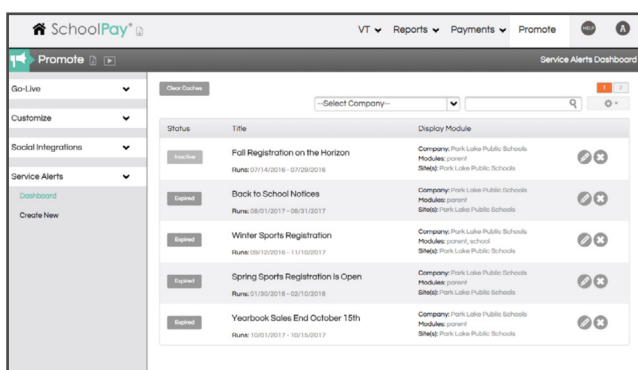 SchoolPay
VT Reports Payments Promote HELP A
Promote Service Alerts Dashboard
Go-Live
Customize
Social Integrations
Service Alerts
Dashboard
Create New
Clear Caches 1 2
--Select Company--
Status Title Display Module
Inactive Fall Registration on the Horizon
Runs: 07/14/2016 - 07/29/2016
Company: Park Lake Public Schools
Modules: parent
Site(s): Park Lake Public Schools
Expired Back to School Notices
Runs: 08/01/2017 - 08/31/2017
Company: Park Lake Public Schools
Modules: parent
Site(s): Park Lake Public Schools
Expired Winter Sports Registration
Runs: 09/12/2016 - 11/10/2017
Company: Park Lake Public Schools
Modules: parent, school
Site(s): Park Lake Public Schools
Expired Spring Sports Registration is Open
Runs: 01/30/2016 - 02/10/2016
Company: Park Lake Public Schools
Modules: parent
Site(s): Park Lake Public Schools
Expired Yearbook Sales End October 15th
Runs: 10/01/2017 - 10/15/2017
Company: Park Lake Public Schools
Modules: parent
Site(s): Park Lake Public Schools